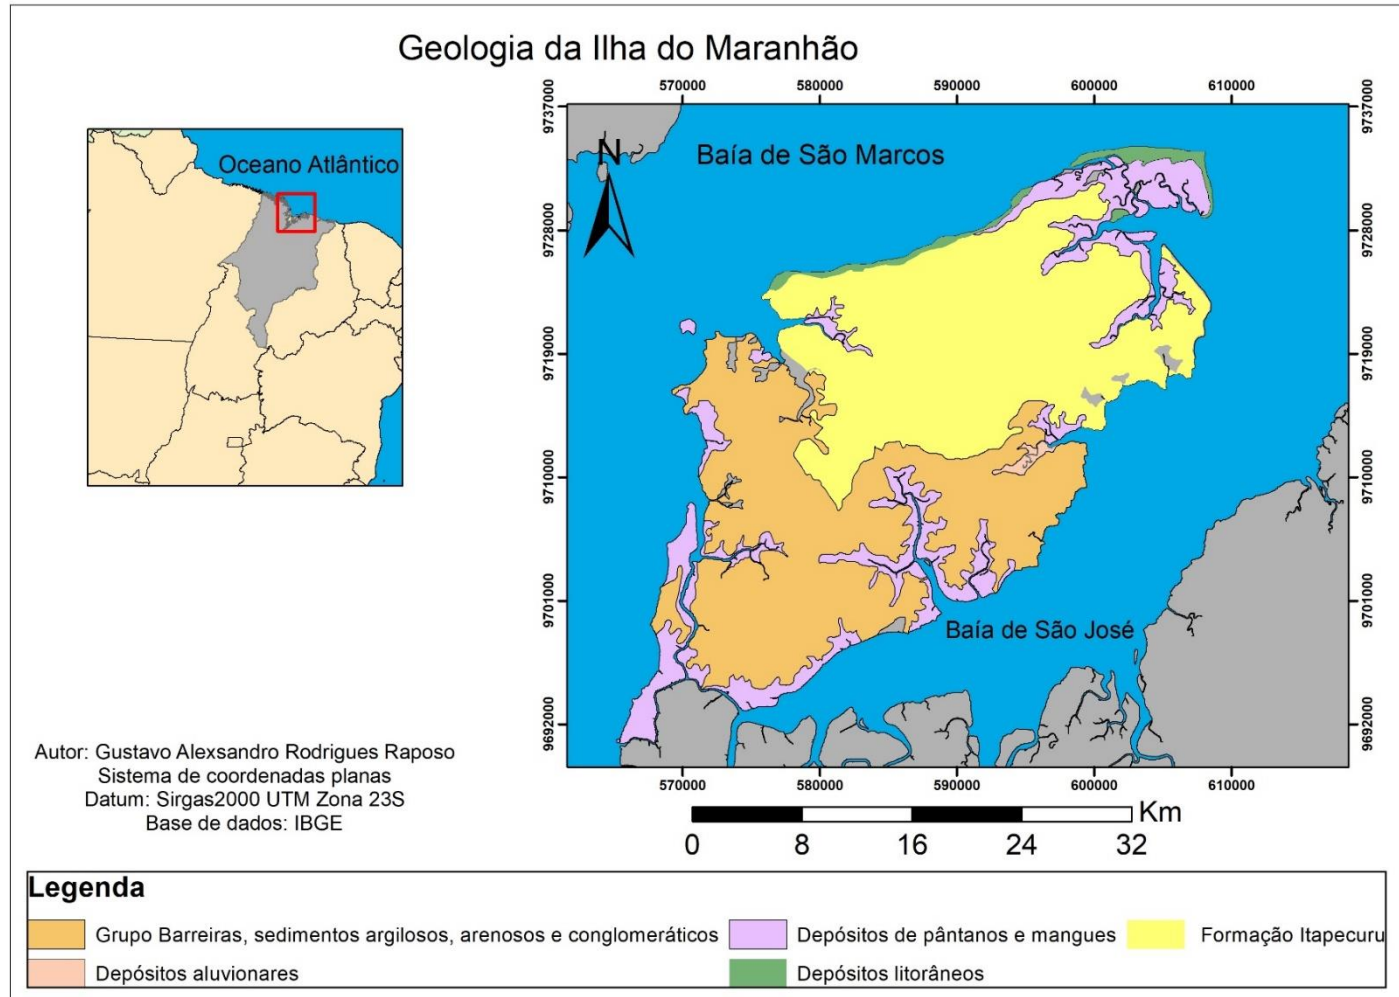 Geologia da Ilha do Maranhão
Oceano Atlântico
570000 580000 590000 600000 610000
9737000 9737000
N
Baía de São Marcos
9728000 9728000
9719000 9719000
9710000 9710000
9701000 9701000
Baía de São José
9692000 9692000
570000 580000 590000 600000 610000
Autor: Gustavo Alexsandro Rodrigues Raposo
Sistema de coordenadas planas
Datum: Sirgas2000 UTM Zona 23S
Base de dados: IBGE
Km
0 8 16 24 32
Legenda
Grupo Barreiras, sedimentos argilosos, arenosos e conglomeráticos
Depósitos de pântanos e mangues
Formação Itapecuru
Depósitos aluvionares
Depósitos litorâneos